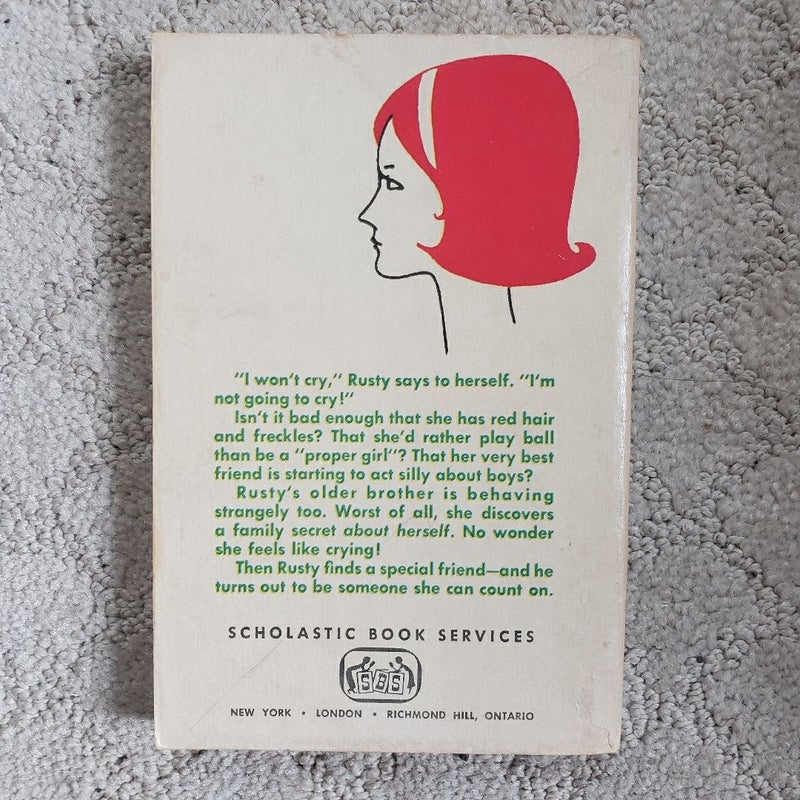 "I won't cry," Rusty says to herself. "I'm
not going to cry!"
Isn't it bad enough that she has red hair
and freckles? That she'd rather play ball
than be a "proper girl"? That her very best
friend is starting to act silly about boys?
Rusty's older brother is behaving
strangely too. Worst of all, she discovers
a family secret about herself. No wonder
she feels like crying!
Then Rusty finds a special friend—and he
turns out to be someone she can count on.
SCHOLASTIC BOOK SERVICES
SBS
NEW YORK • LONDON • RICHMOND HILL, ONTARIO